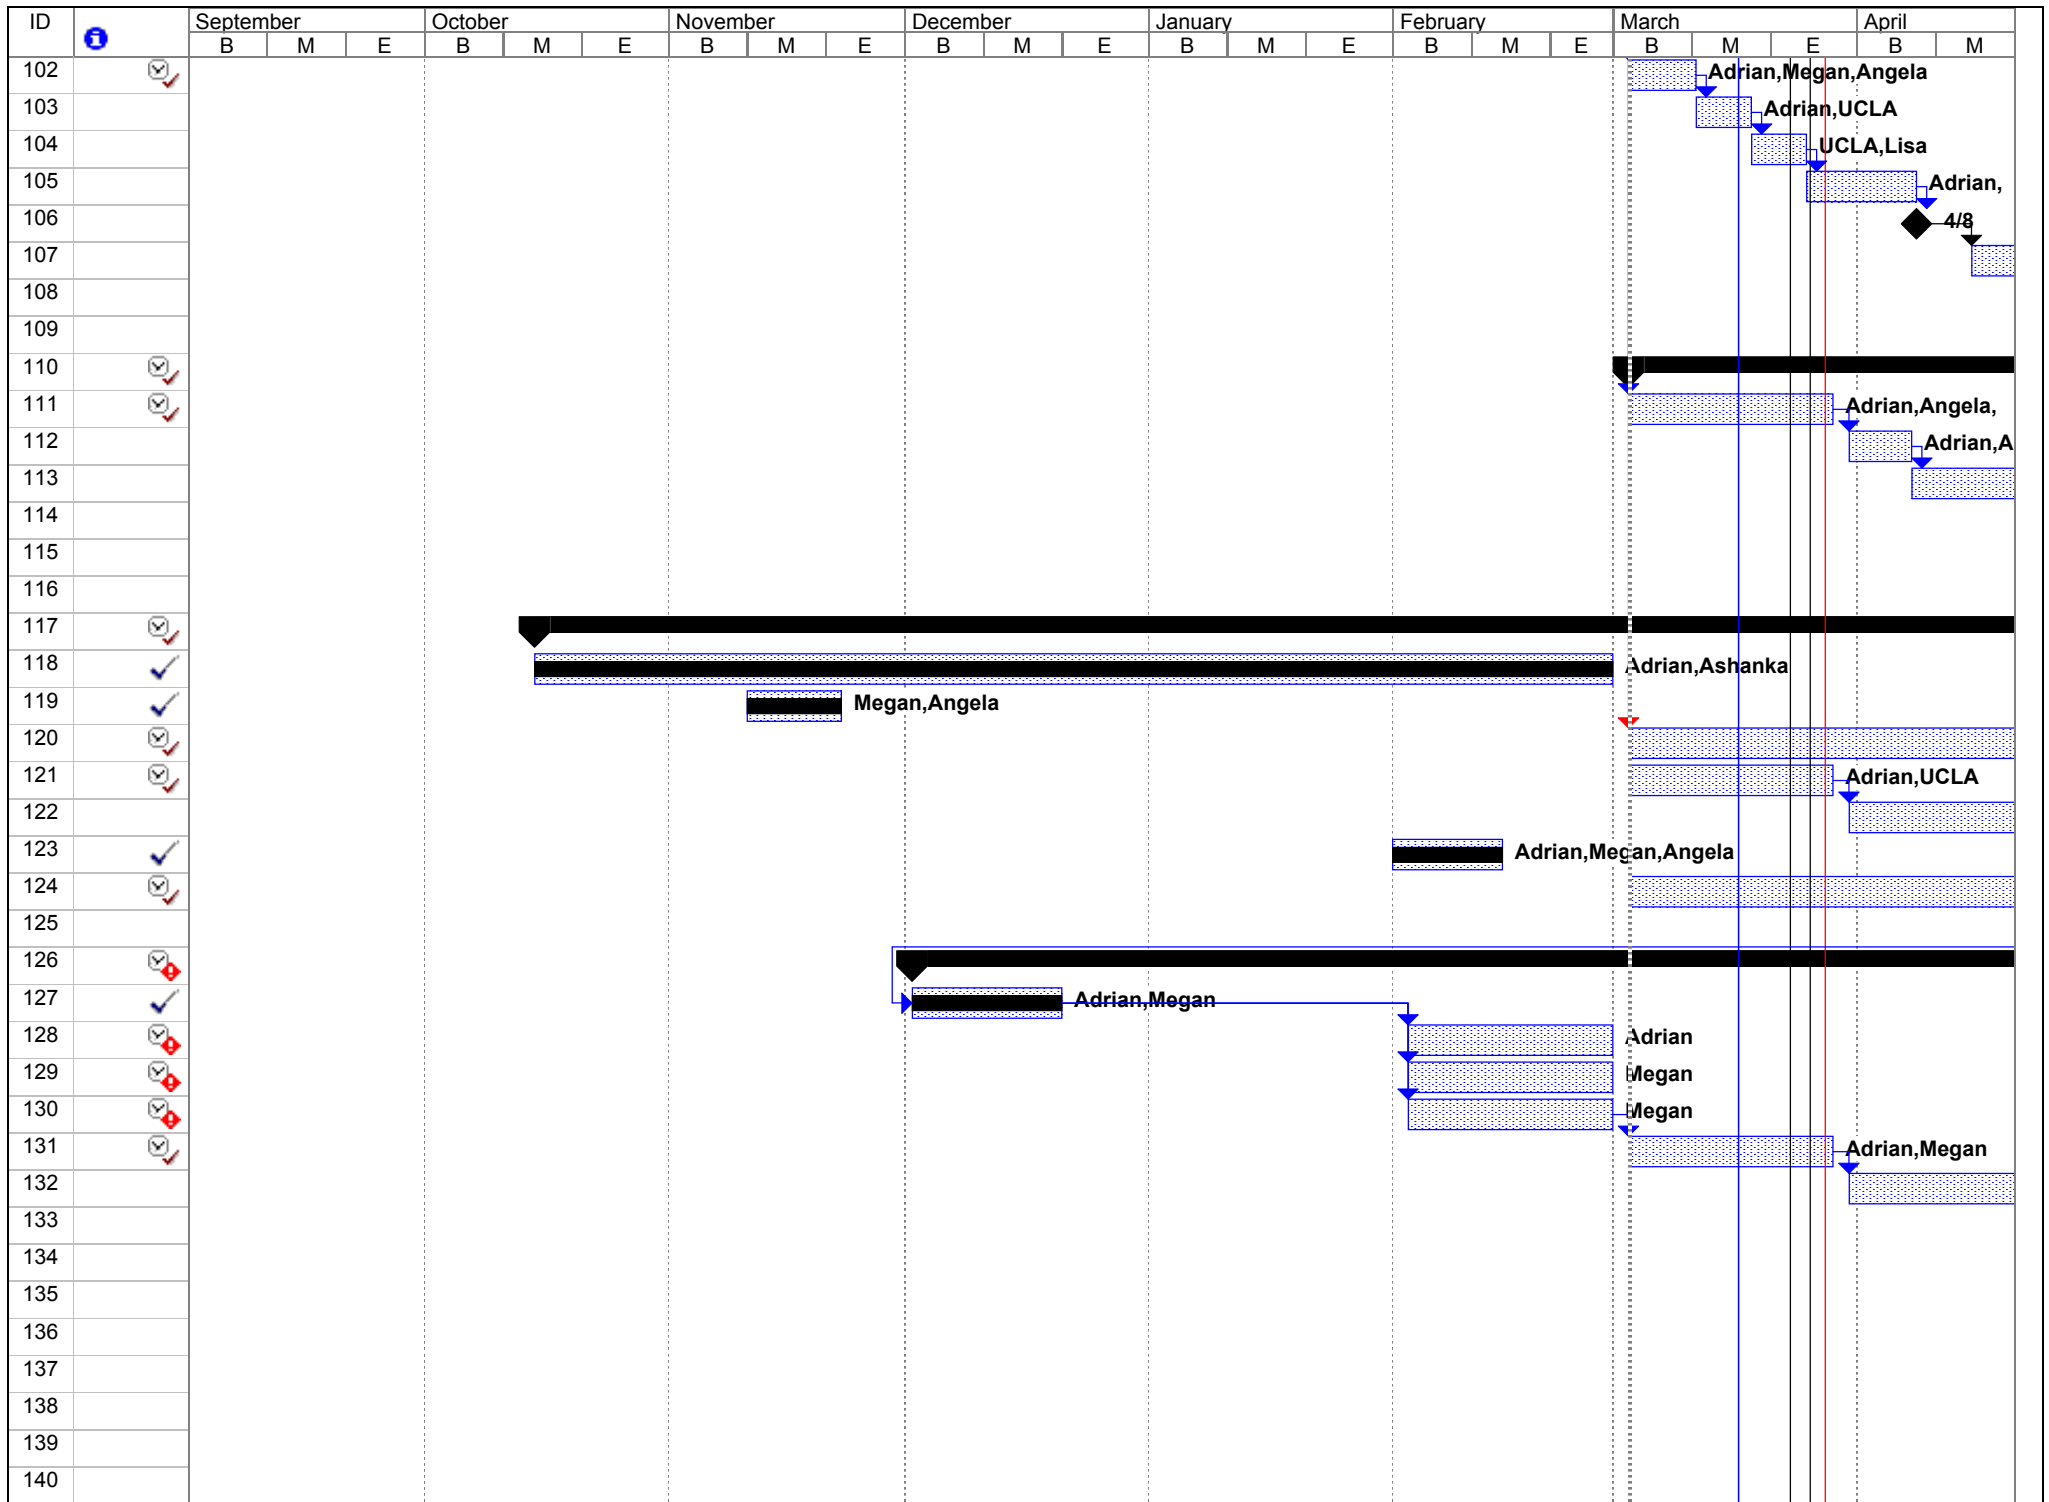 ID September October November December January February March April
B M E B M E B M E B M E B M E B M E B M E B M
102 Adrian,Megan,Angela
103 Adrian,UCLA
104 UCLA,Lisa
105 Adrian,
106 4/8
107
108
109
110
111 Adrian,Angela,
112 Adrian,A
113
114
115
116
117
118 Adrian,Ashanka
119 Megan,Angela
120
121 Adrian,UCLA
122
123 Adrian,Megan,Angela
124
125
126
127 Adrian,Megan
128 Adrian
129 Megan
130 Megan
131 Adrian,Megan
132
133
134
135
136
137
138
139
140